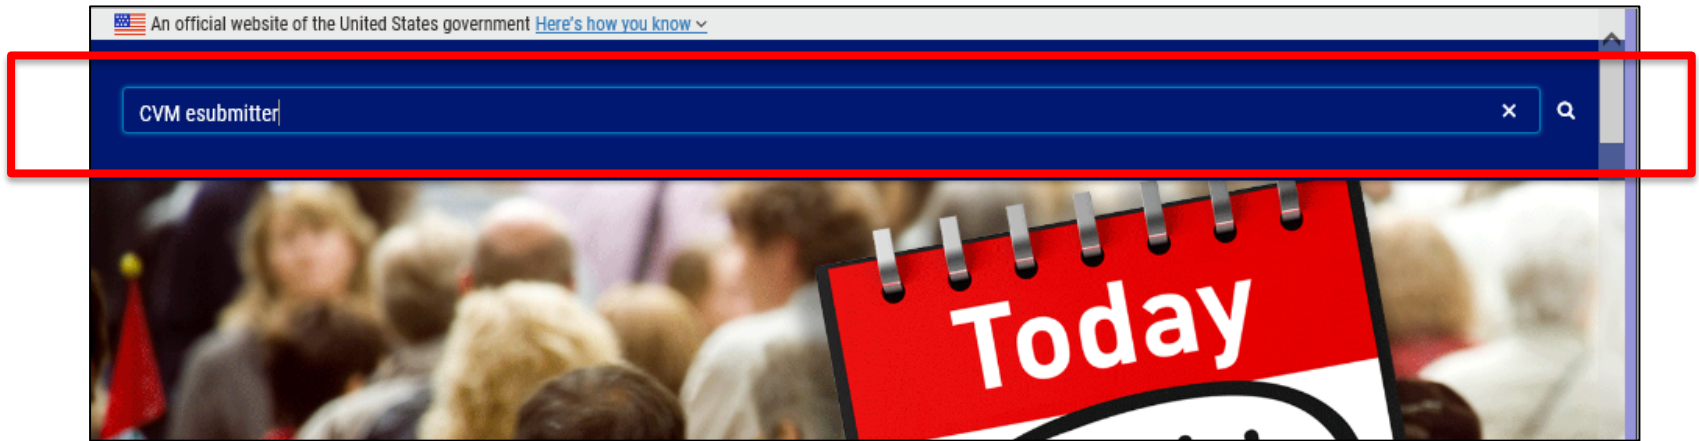 An official website of the United States government Here's how you know
CVM esubmitter
Today